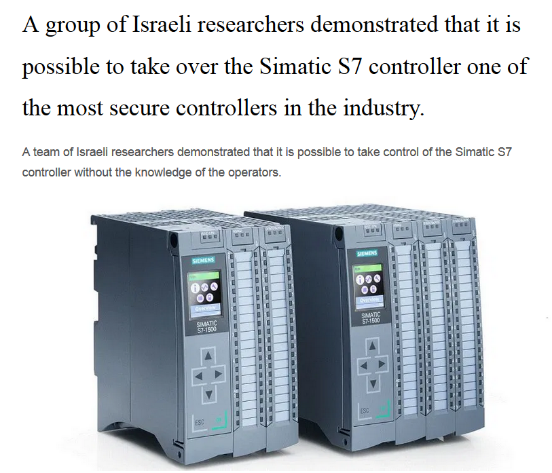 A group of Israeli researchers demonstrated that it is
possible to take over the Simatic S7 controller one of
the most secure controllers in the industry.
A team of Israeli researchers demonstrated that it is possible to take control of the Simatic S7
controller without the knowledge of the operators.
SIEMENS
SIEMENS
SIMATIC
S7-1500
SIMATIC
S7-1500
ESC
ESC